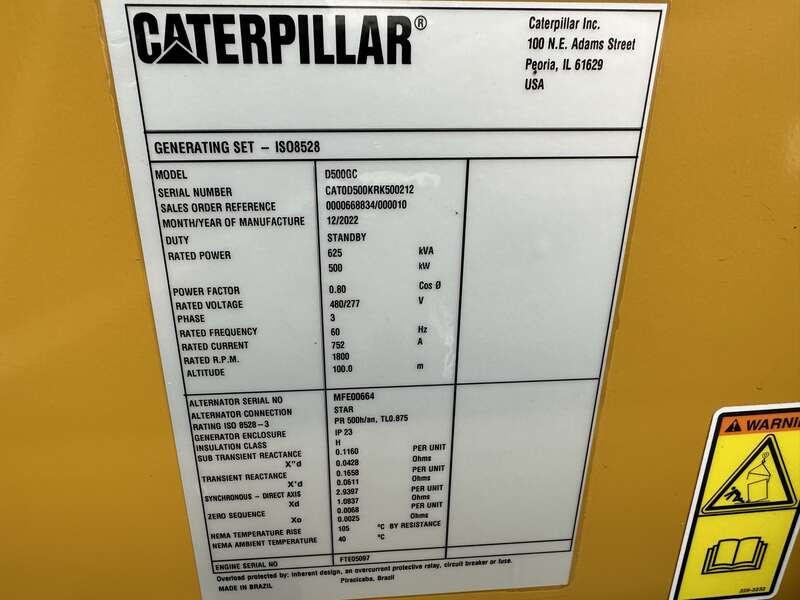 CATERPILLAR®
Caterpillar Inc.
100 N.E. Adams Street
Peoria, IL 61629
USA
GENERATING SET – ISO8528
MODEL D500GC
SERIAL NUMBER CAT0D500KRK500212
SALES ORDER REFERENCE 0000668834/000010
MONTH/YEAR OF MANUFACTURE 12/2022
DUTY STANDBY
RATED POWER 625 kVA
500 kW
POWER FACTOR 0.80 Cos Ø
RATED VOLTAGE 480/277 V
PHASE 3
RATED FREQUENCY 60 Hz
RATED CURRENT 752 A
RATED R.P.M. 1800
ALTITUDE 100.0 m
ALTERNATOR SERIAL NO MFE00664
ALTERNATOR CONNECTION STAR
RATING ISO 8528-3 PR 500h/an, TL0.875
GENERATOR ENCLOSURE IP 23
INSULATION CLASS H
SUB TRANSIENT REACTANCE 0.1160 PER UNIT
X"d 0.0428 Ohms
TRANSIENT REACTANCE 0.1658 PER UNIT
X'd 0.0611 Ohms
SYNCHRONOUS - DIRECT AXIS 2.9397 PER UNIT
Xd 1.0837 Ohms
ZERO SEQUENCE 0.0068 PER UNIT
Xo 0.0025 Ohms
NEMA TEMPERATURE RISE 105 ºC BY RESISTANCE
NEMA AMBIENT TEMPERATURE 40 ºC
ENGINE SERIAL NO FTE05097
Overload protected by: inherent design, an overcurrent protective relay, circuit breaker or fuse.
MADE IN BRAZIL Piracicaba, Brazil
WARNIN